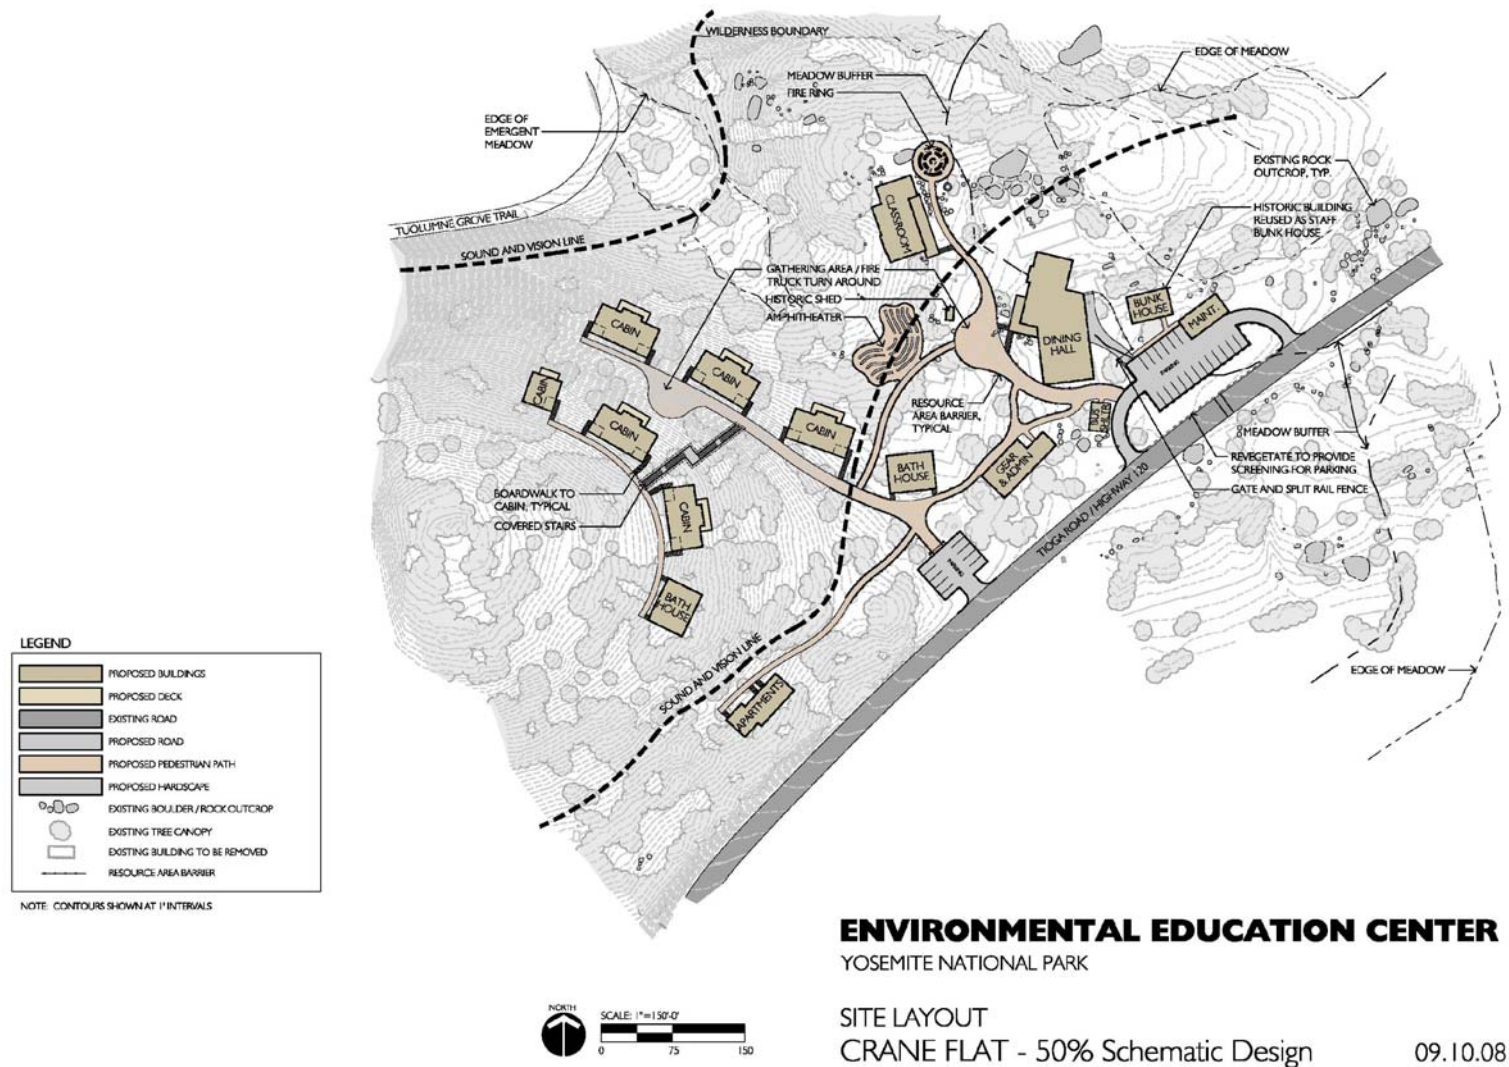 WILDERNESS BOUNDARY
EDGE OF MEADOW
MEADOW BUFFER
FIRE RING
EDGE OF
EMERGENT
MEADOW
EXISTING ROCK
OUTCROP, TYP.
CLASSROOM
HISTORIC BUILDING
REUSED AS STAFF
BUNK HOUSE
TUOLUMNE GROVE TRAIL
SOUND AND VISION LINE
GATHERING AREA / FIRE
TRUCK TURN AROUND
HISTORIC SHED
AMPHITHEATER
BUNK
HOUSE
MAINT.
CABIN
DINING
HALL
PARKING
CABIN
CABIN
RESOURCE
AREA BARRIER,
TYPICAL
BUS
SHLTR
CABIN
CABIN
MEADOW BUFFER
REVEGETATE TO PROVIDE
SCREENING FOR PARKING
GATE AND SPLIT RAIL FENCE
BATH
HOUSE
GEAR
& ADMIN
BOARDWALK TO
CABIN, TYPICAL
COVERED STAIRS
CABIN
TIOGA ROAD / HIGHWAY 120
PARKING
BATH
HOUSE
SOUND AND VISION LINE
EDGE OF MEADOW
APARTMENTS
LEGEND
PROPOSED BUILDINGS
PROPOSED DECK
EXISTING ROAD
PROPOSED ROAD
PROPOSED PEDESTRIAN PATH
PROPOSED HARDSCAPE
EXISTING BOULDER / ROCK OUTCROP
EXISTING TREE CANOPY
EXISTING BUILDING TO BE REMOVED
RESOURCE AREA BARRIER
NOTE: CONTOURS SHOWN AT 1' INTERVALS
ENVIRONMENTAL EDUCATION CENTER
YOSEMITE NATIONAL PARK
NORTH
SCALE: 1"=150'-0"
0 75 150
SITE LAYOUT
CRANE FLAT - 50% Schematic Design 09.10.08